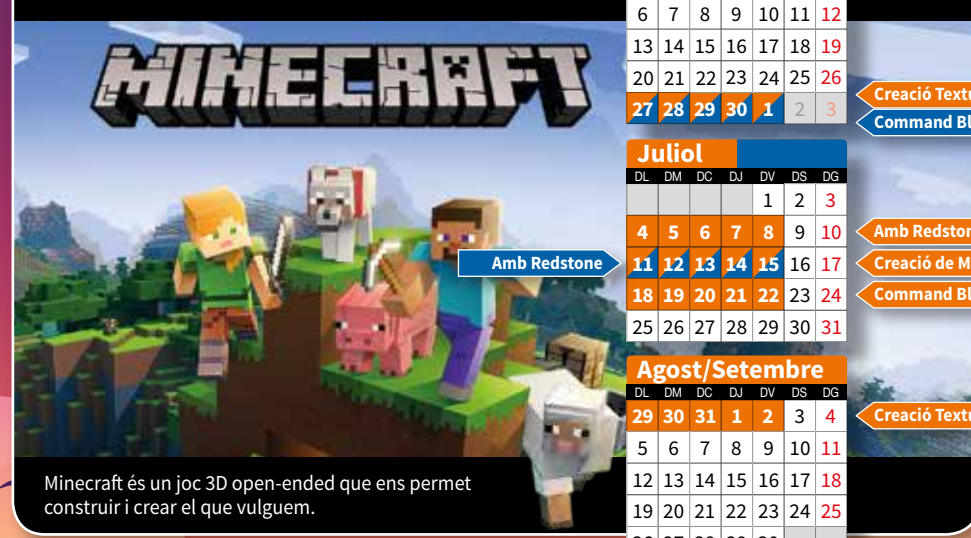 MINECRAFT
6 7 8 9 10 11 12
13 14 15 16 17 18 19
20 21 22 23 24 25 26
27 28 29 30 1 2 3
Creació Textu
Command Bl
Juliol
DL DM DC DJ DV DS DG
1 2 3
4 5 6 7 8 9 10
Amb Redston
Amb Redstone
11 12 13 14 15 16 17
Creació de M
18 19 20 21 22 23 24
Command Bl
25 26 27 28 29 30 31
Agost/Setembre
DL DM DC DJ DV DS DG
29 30 31 1 2 3 4
Creació Textu
5 6 7 8 9 10 11
12 13 14 15 16 17 18
19 20 21 22 23 24 25
26 27 28 29 30
Minecraft és un joc 3D open-ended que ens permet
construir i crear el que vulguem.